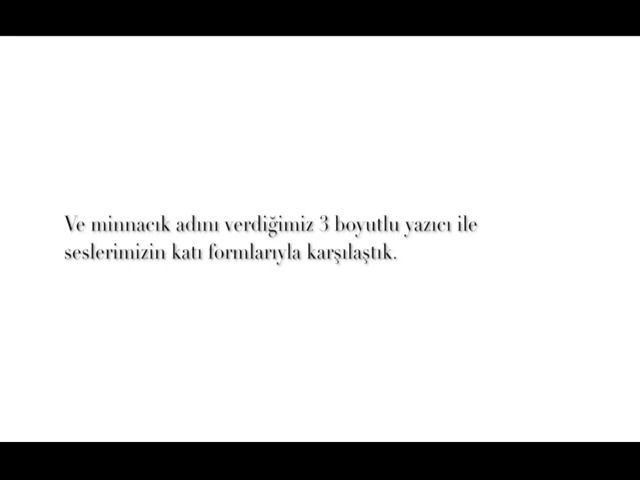 Ve minnacık adını verdiğimiz 3 boyutlu yazıcı ile
seslerimizin katı formlarıyla karşılaştık.